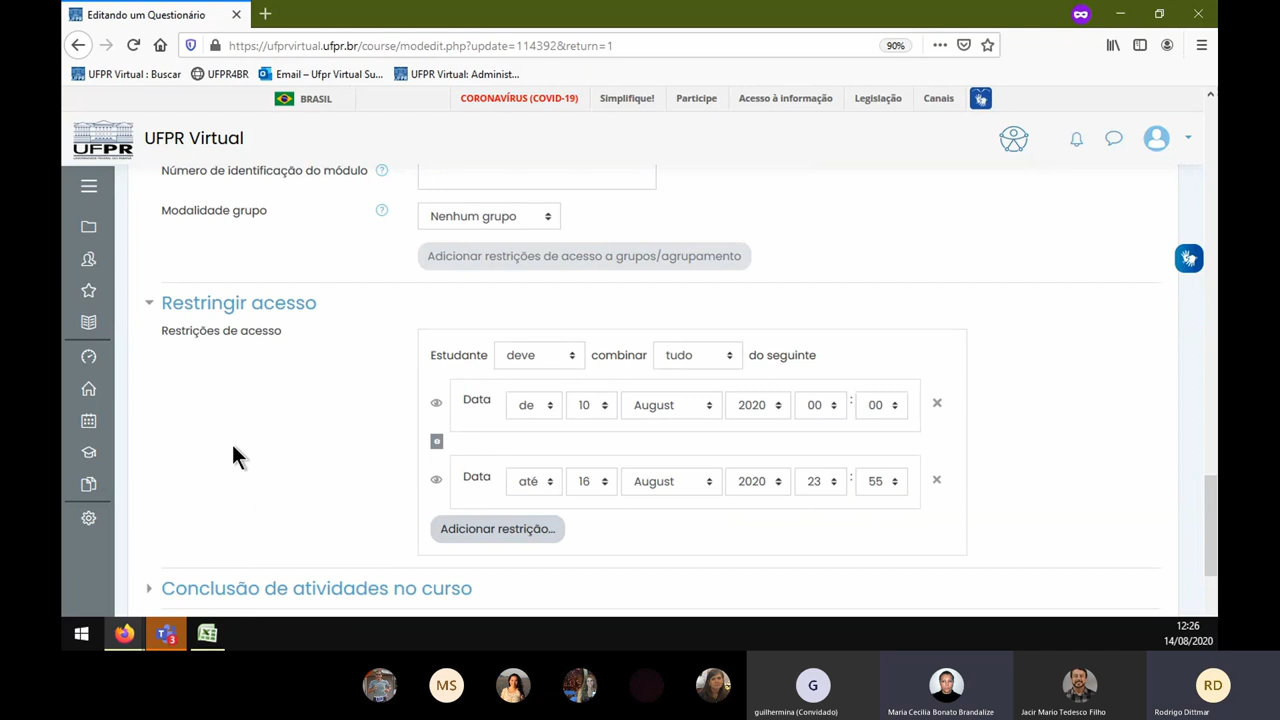 Editando um Questionário
https://ufprvirtual.ufpr.br/course/modedit.php?update=114392&return=1
90%
UFPR Virtual : Buscar
UFPR4BR
Email – Ufpr Virtual Su...
UFPR Virtual: Administ...
BRASIL
CORONAVÍRUS (COVID-19)
Simplifique!
Participe
Acesso à informação
Legislação
Canais
UFPR
UFPR Virtual
Número de identificação do módulo
Modalidade grupo
Nenhum grupo
Adicionar restrições de acesso a grupos/agrupamento
Restringir acesso
Restrições de acesso
Estudante deve combinar tudo do seguinte
Data de 10 August 2020 00 : 00
Data até 16 August 2020 23 : 55
Adicionar restrição...
Conclusão de atividades no curso
3
12:26
14/08/2020
MS
G
guilhermina (Convidado)
Maria Cecilia Bonato Brandalize
Jacir Mario Tedesco Filho
RD
Rodrigo Dittmar